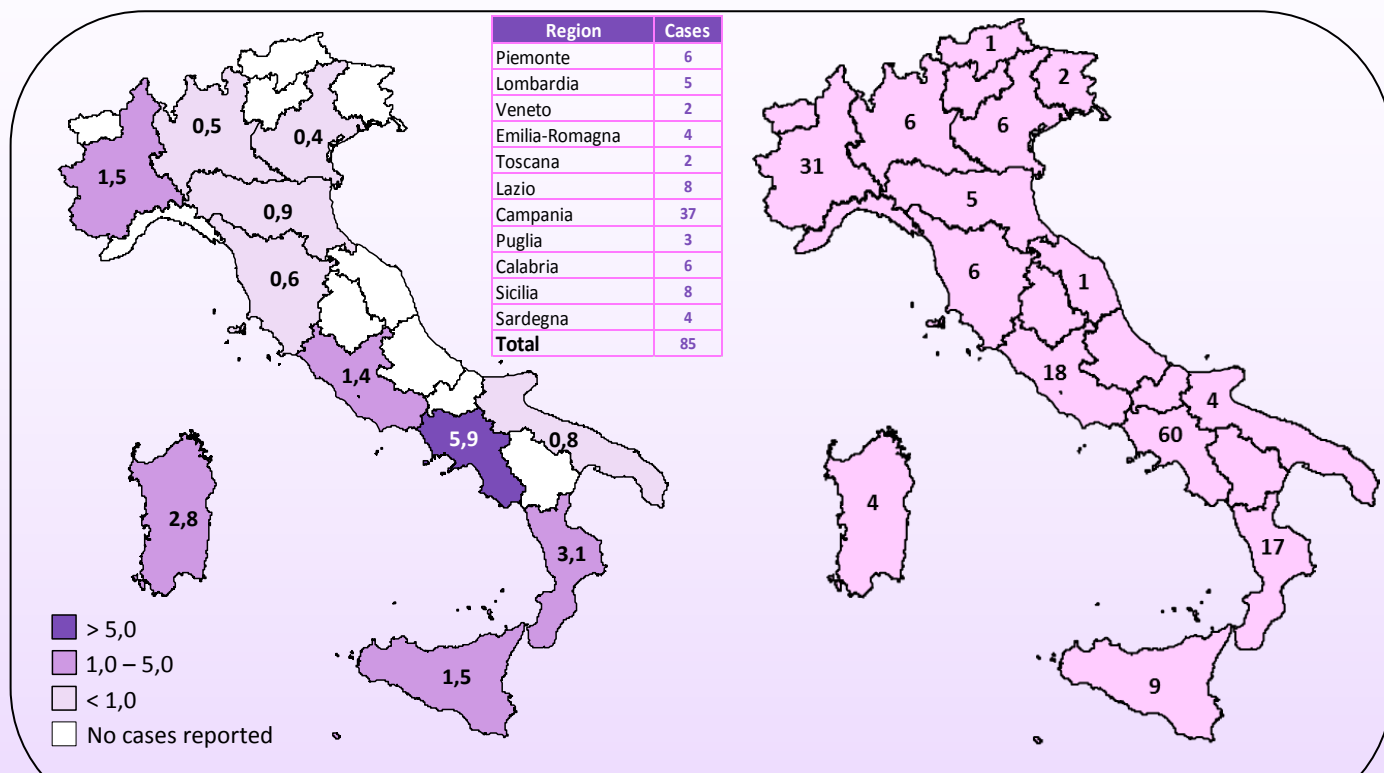 Region Cases
Piemonte 6
Lombardia 5
Veneto 2
Emilia-Romagna 4
Toscana 2
Lazio 8
Campania 37
Puglia 3
Calabria 6
Sicilia 8
Sardegna 4
Total 85
0,5
0,4
1,5
0,9
0,6
1,4
5,9
0,8
2,8
3,1
1,5
> 5,0
1,0 – 5,0
< 1,0
No cases reported
1
2
6
6
31
5
6
1
18
4
60
4
17
9